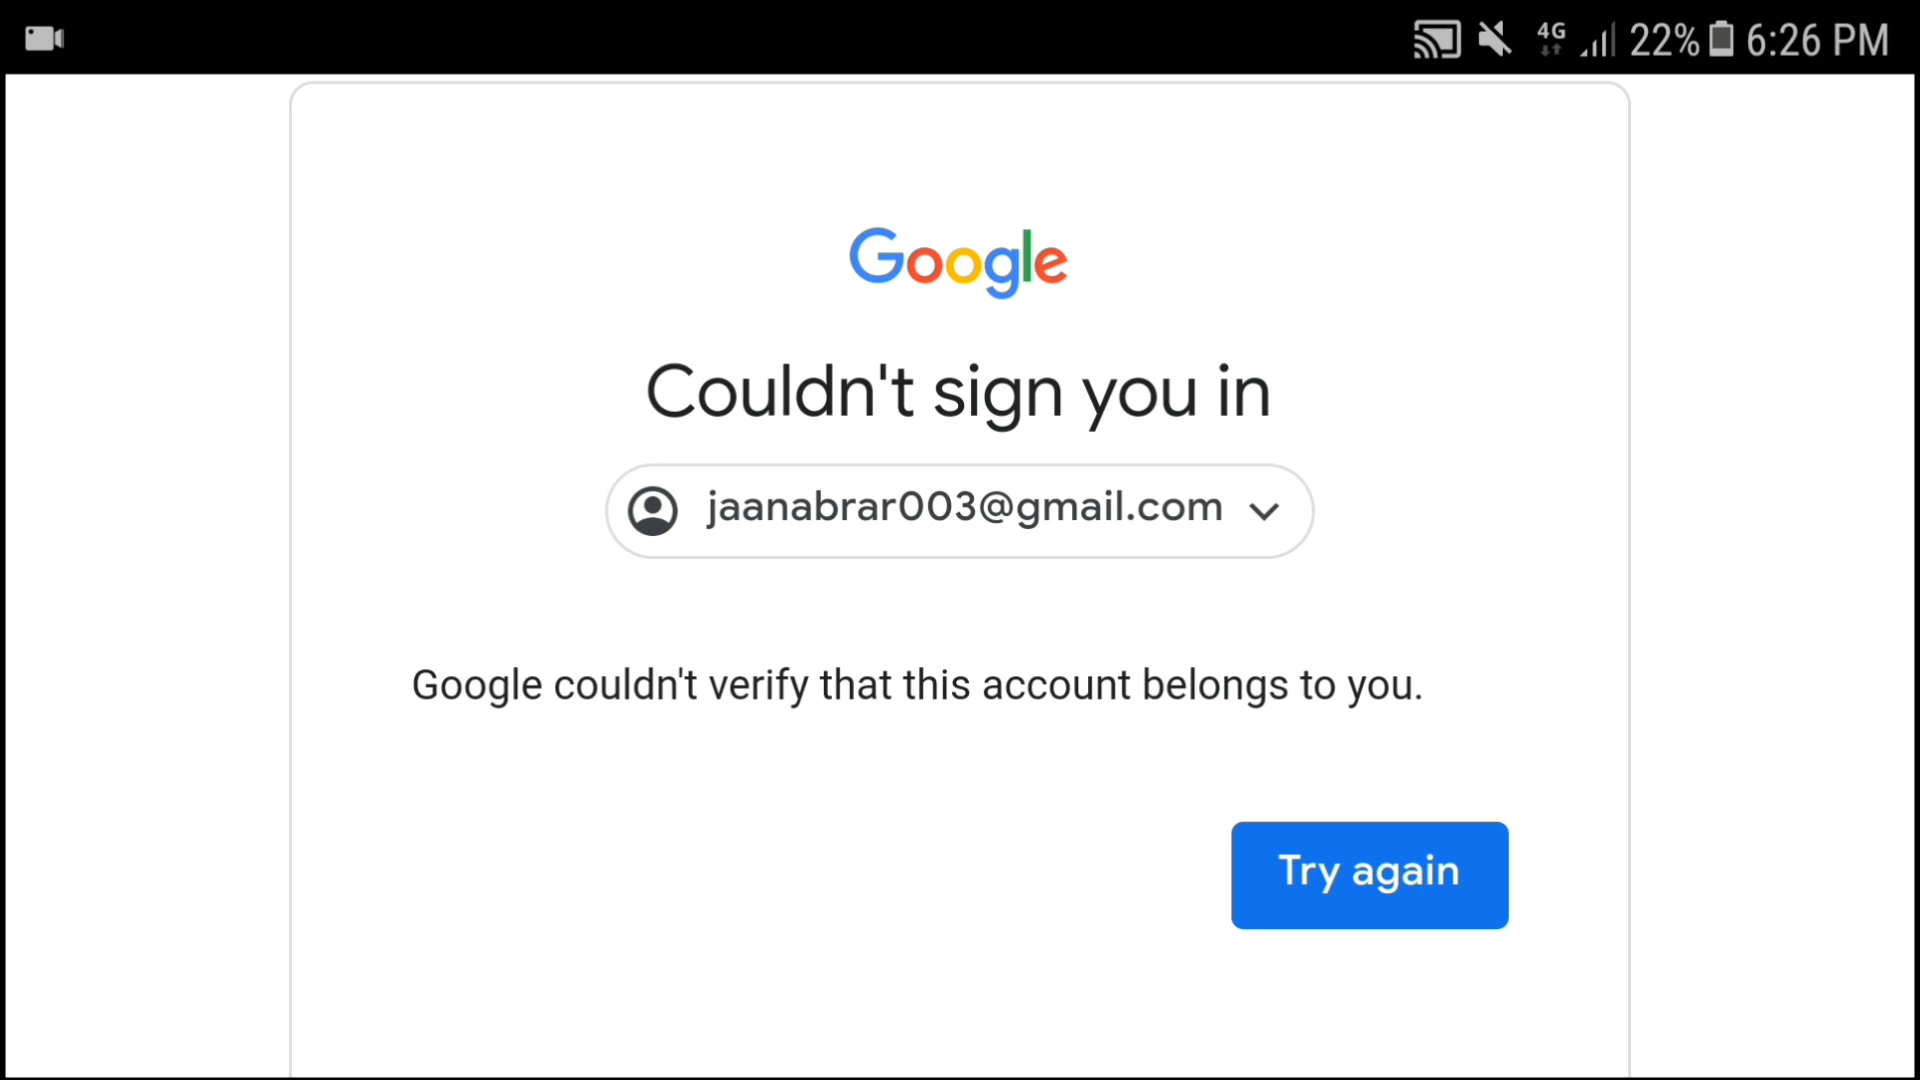 4G 22% 6:26 PM
Google
Couldn't sign you in
jaanabrar003@gmail.com
Google couldn't verify that this account belongs to you.
Try again